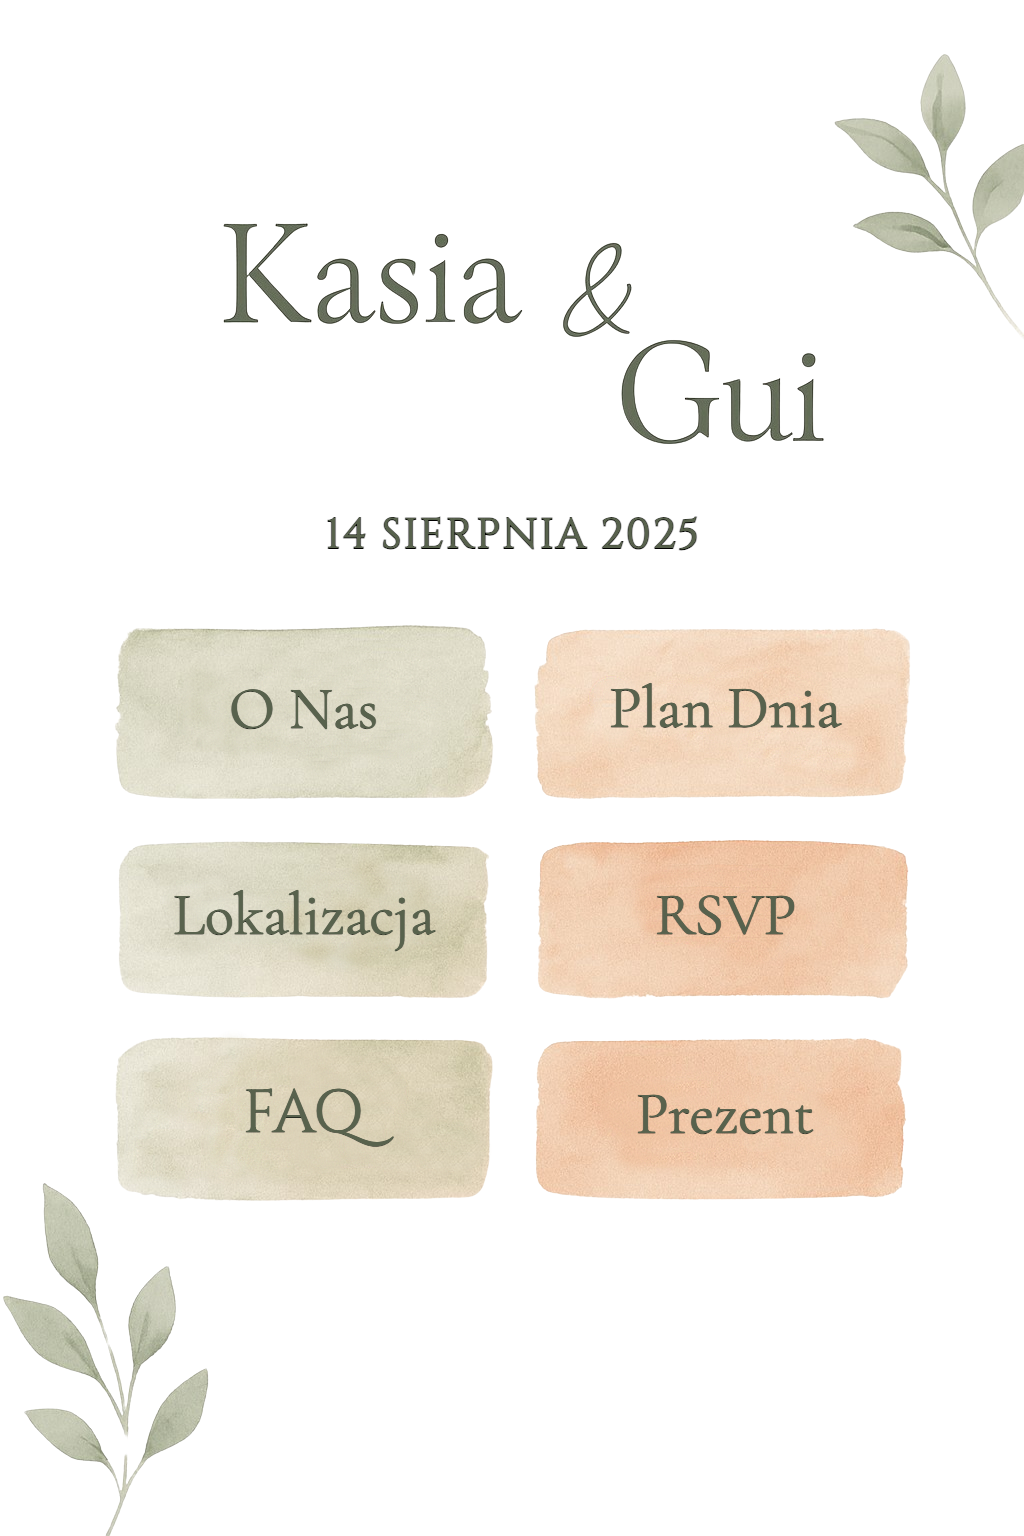 Kasia &
Gui
14 SIERPNIA 2025
O Nas
Plan Dnia
Lokalizacja
RSVP
FAQ
Prezent